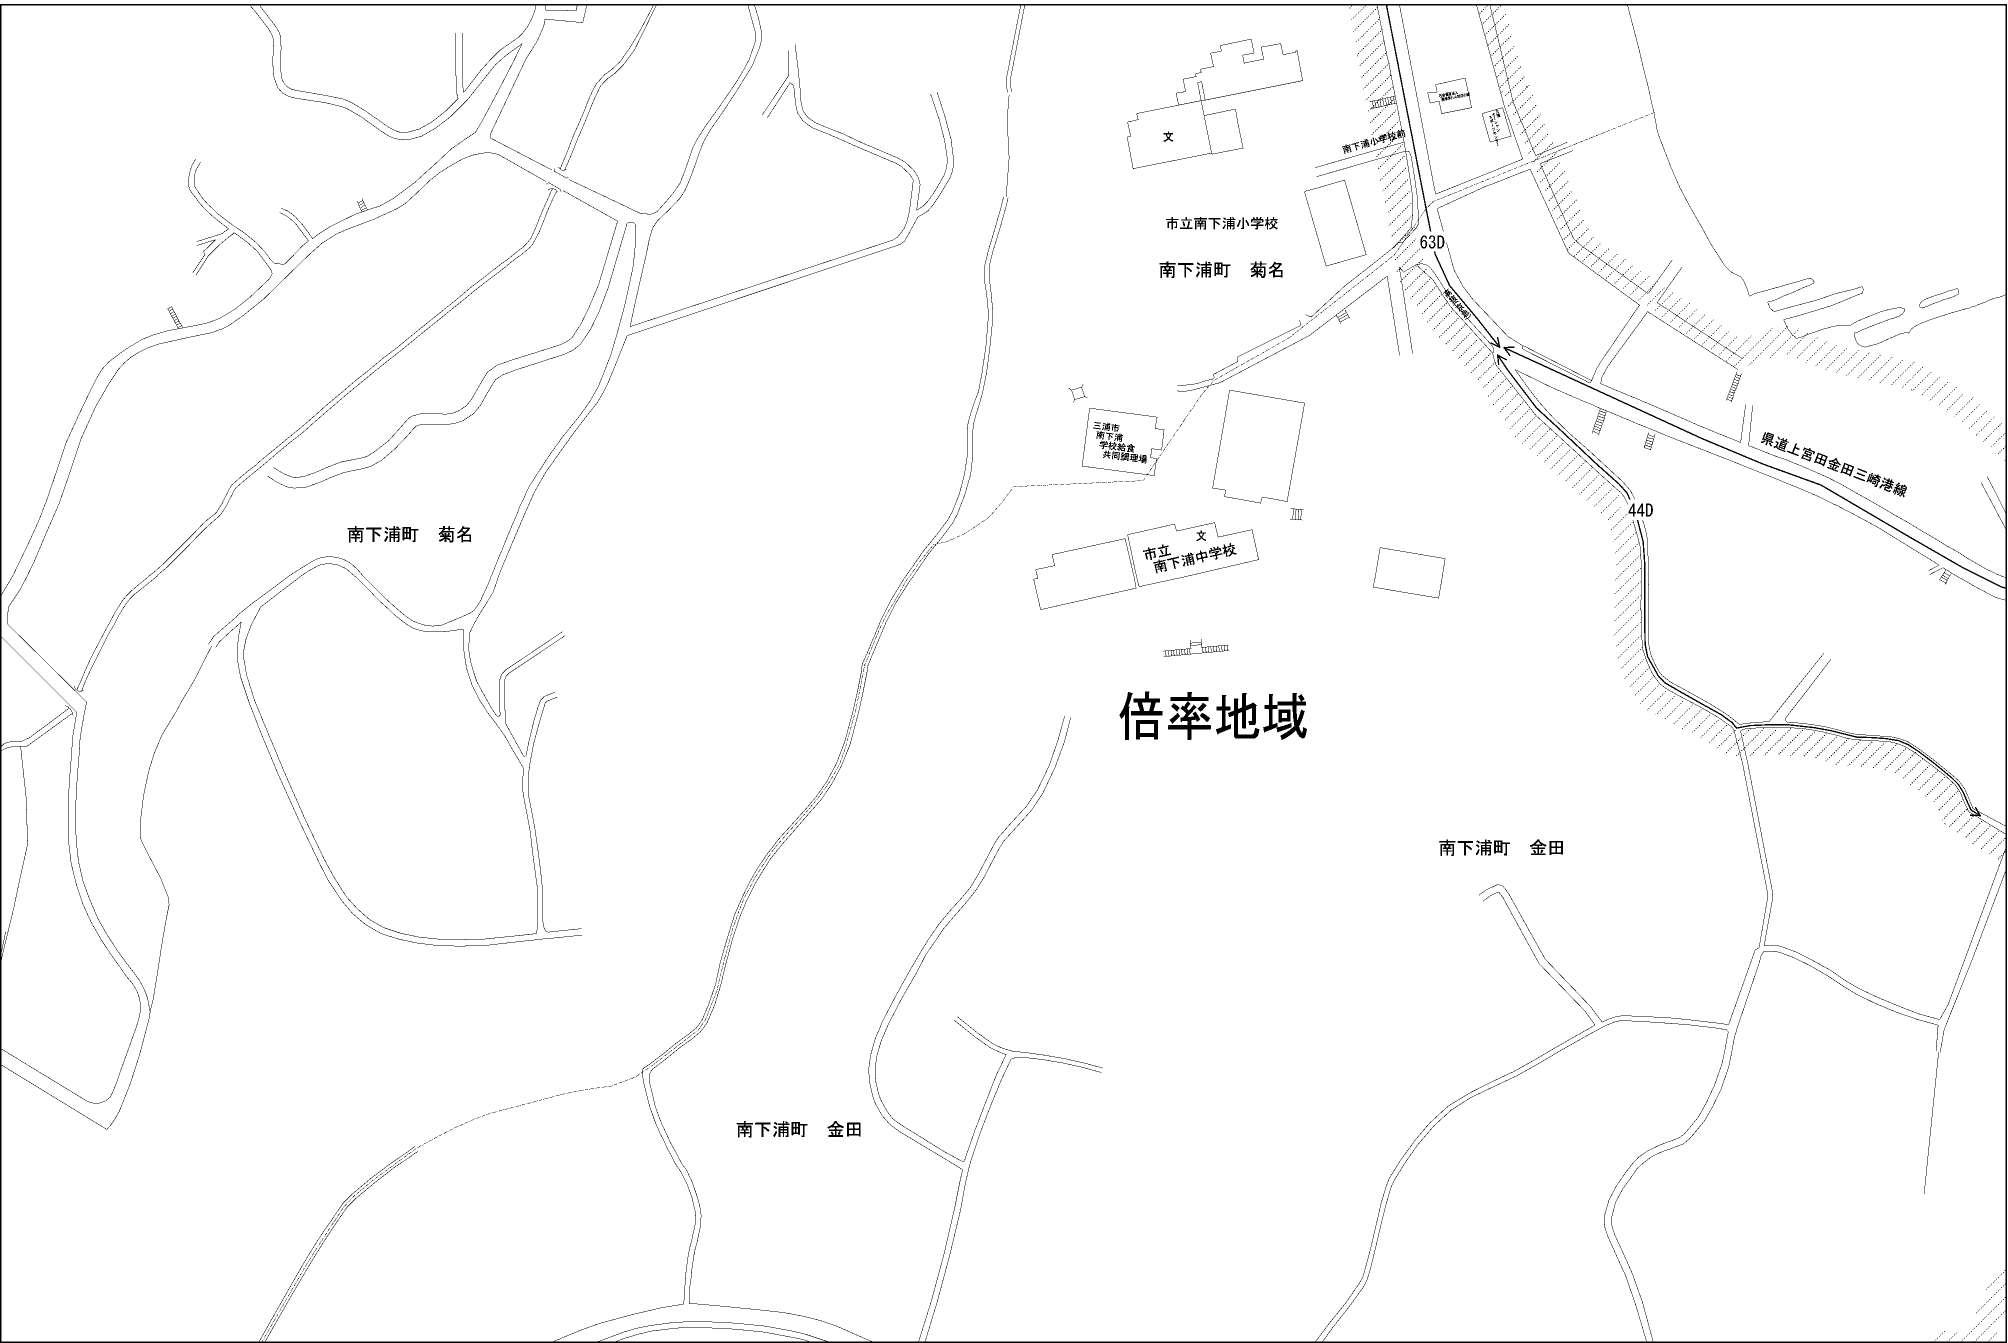 文
南下浦小学校前
市立南下浦小学校
63D
南下浦町　菊名
三浦市
南下浦
学校給食
共同調理場
県道上宮田金田三崎港線
44D
南下浦町　菊名
文
市立
南下浦中学校
倍率地域
南下浦町　金田
南下浦町　金田